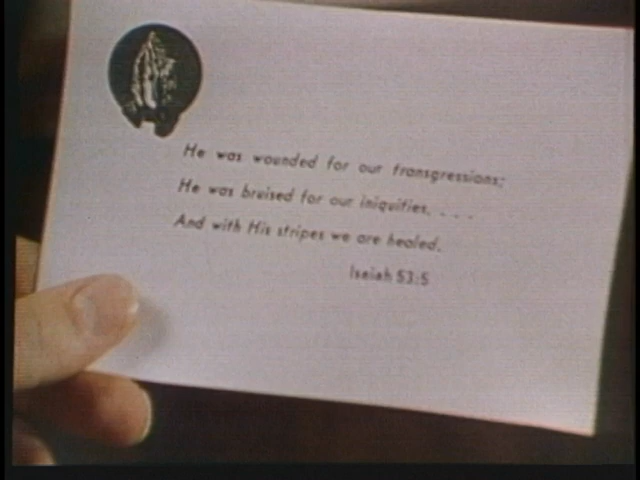 He was wounded for our transgressions;
He was bruised for our iniquities. . . .
And with His stripes we are healed.
Isaiah 53:5